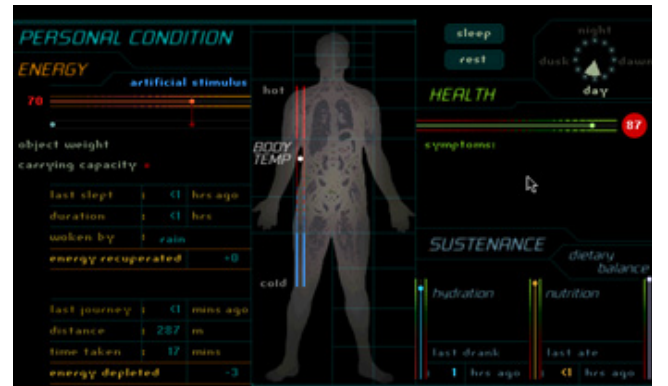 PERSONAL CONDITION
ENERGY
artificial stimulus
70
object weight
carrying capacity
last slept : <1 hrs ago
duration : <1 hrs
woken by : rain
energy recuperated +0
last journey : <1 mins ago
distance : 287 m
time taken : 17 mins
energy depleted -3
hot
BODY TEMP
cold
sleep
rest
night
dusk
dawn
day
HEALTH
87
symptoms:
SUSTENANCE
dietary
balance
hydration
nutrition
last drank
: 1 hrs ago
last ate
: <1 hrs ago